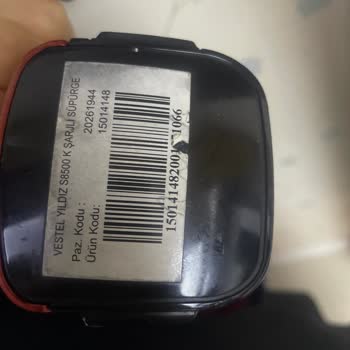 VESTEL YILDIZ S8500 K ŞARJLI SÜPÜRGE
Paz. Kodu : 20261944
Ürün Kodu: 15014148